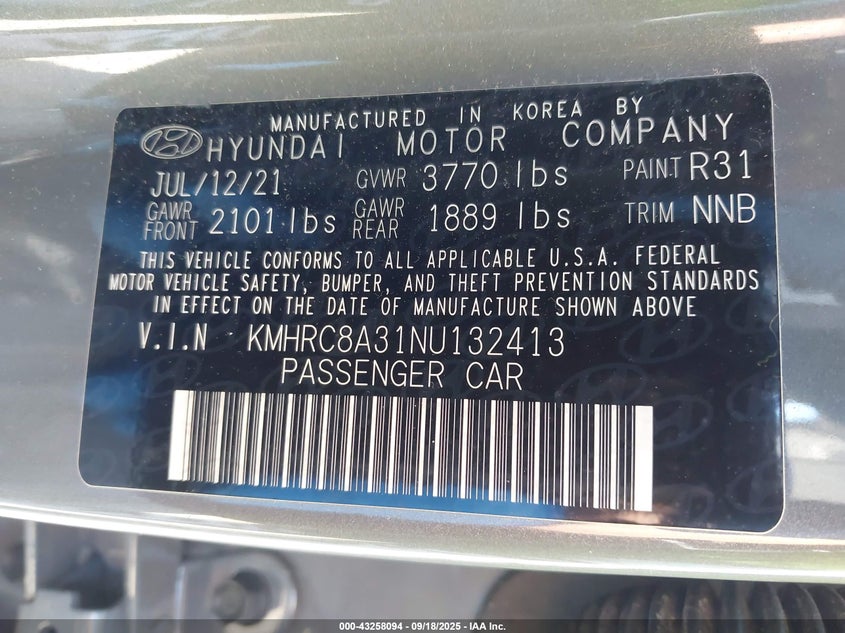 MANUFACTURED IN KOREA BY
HYUNDAI MOTOR COMPANY
JUL/12/21 GVWR 3770 lbs PAINT R31
GAWR FRONT 2101 lbs GAWR REAR 1889 lbs TRIM NNB
THIS VEHICLE CONFORMS TO ALL APPLICABLE U.S.A. FEDERAL
MOTOR VEHICLE SAFETY, BUMPER, AND THEFT PREVENTION STANDARDS
IN EFFECT ON THE DATE OF MANUFACTURE SHOWN ABOVE
V.I.N KMHRC8A31NU132413
PASSENGER CAR
000-43258094 - 09/18/2025 - IAA Inc.